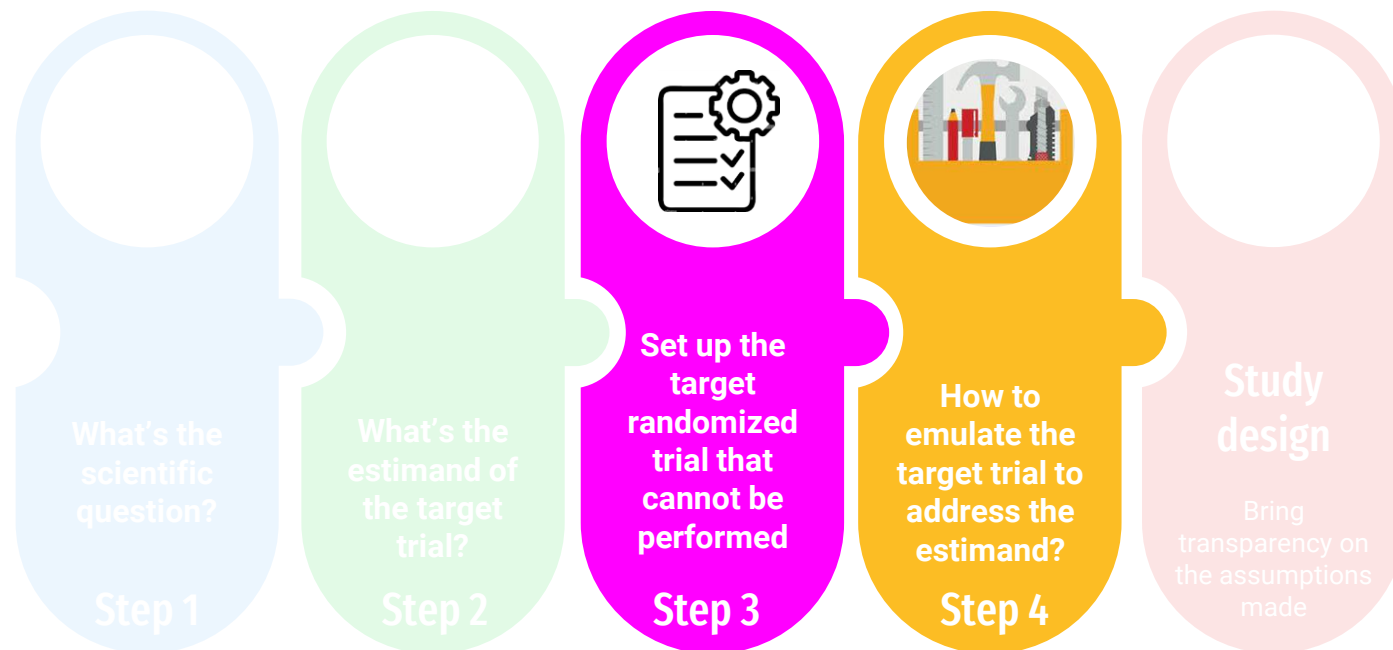 What's the
scientific
question?
Step 1
What's the
estimand of
the target
trial?
Step 2
Set up the
target
randomized
trial that
cannot be
performed
Step 3
How to
emulate the
target trial to
address the
estimand?
Step 4
Study
design
Bring
transparency on
the assumptions
made